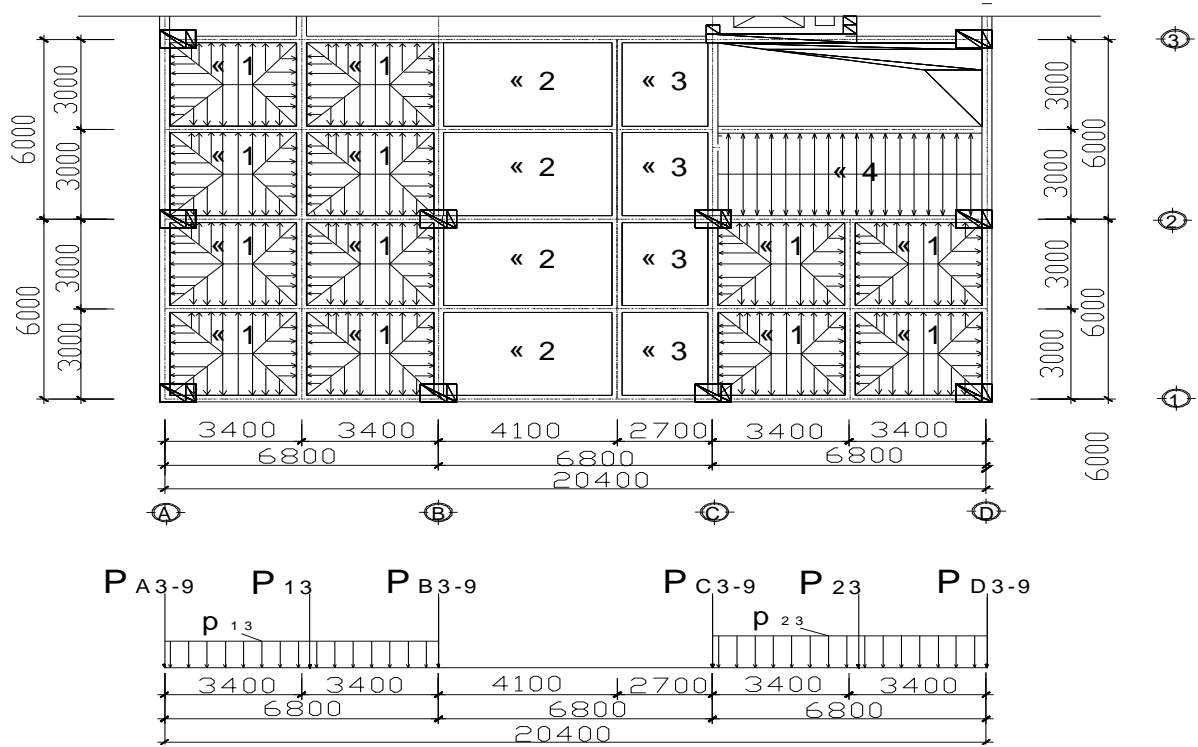 3
« 1 « 1 « 2 « 3
3000 3000
6000 6000
« 1 « 1 « 2 « 3 « 4
3000 3000
2
« 1 « 1 « 2 « 3 « 1 « 1
3000 3000
6000 6000
« 1 « 1 « 2 « 3 « 1 « 1
3000 3000
1
3400 3400 4100 2700 3400 3400
6800 6800 6800
6000
20400
A B C D
P A3-9 P 13 P B3-9 P C3-9 P 23 P D3-9
p 13 p 23
3400 3400 4100 2700 3400 3400
6800 6800 6800
20400